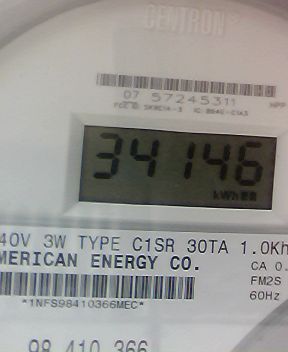 CENTRON®
07 57245311
34146
kWh
40V 3W TYPE C1SR 30TA 1.0Kh
MERICAN ENERGY CO.
CA 0.
FM2S
60Hz
*1NFS98410366MEC*
98 410 366